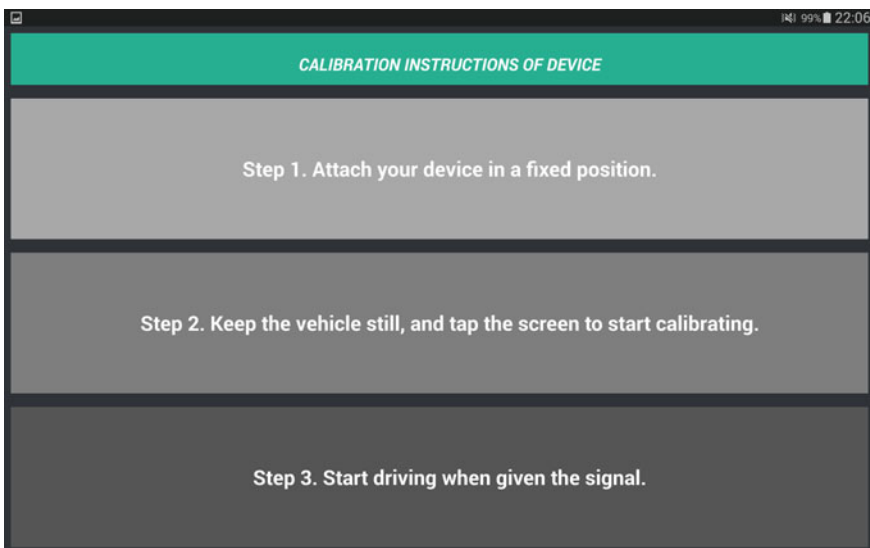 99% 22:06
CALIBRATION INSTRUCTIONS OF DEVICE
Step 1. Attach your device in a fixed position.
Step 2. Keep the vehicle still, and tap the screen to start calibrating.
Step 3. Start driving when given the signal.